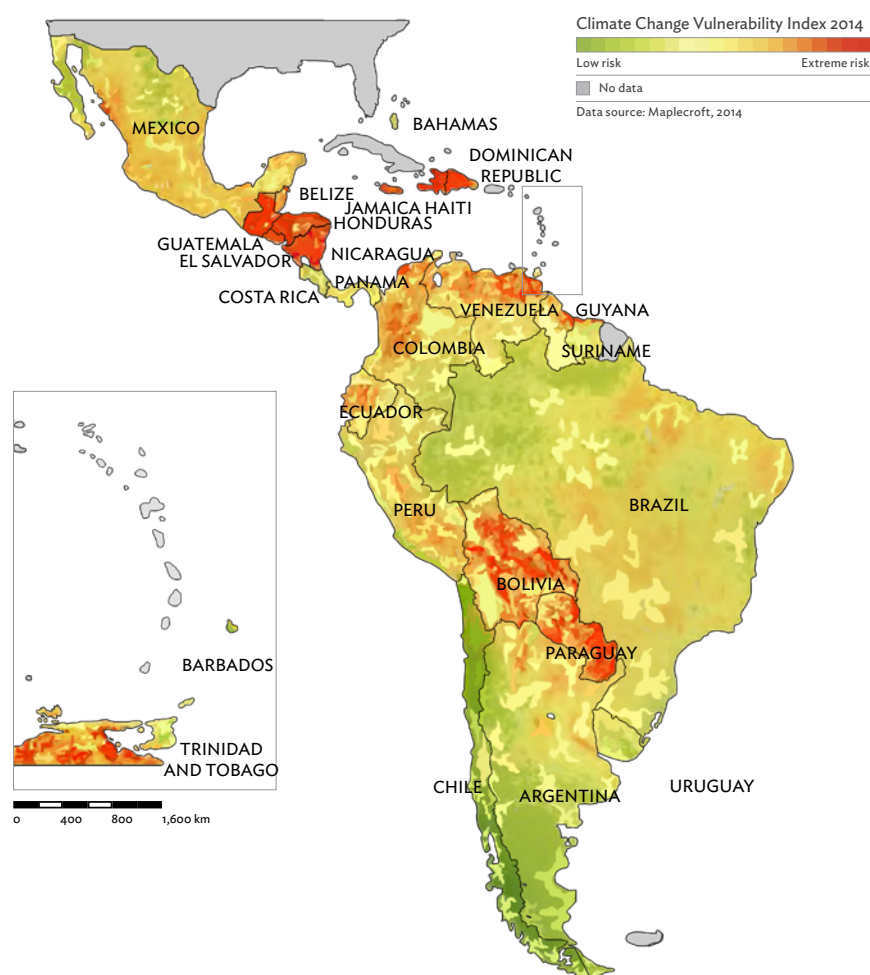 Climate Change Vulnerability Index 2014
Low risk
Extreme risk
No data
Data source: Maplecroft, 2014
MEXICO
BAHAMAS
DOMINICAN
REPUBLIC
BELIZE
JAMAICA HAITI
HONDURAS
GUATEMALA
EL SALVADOR
NICARAGUA
PANAMA
COSTA RICA
VENEZUELA
GUYANA
COLOMBIA
SURINAME
ECUADOR
BRAZIL
PERU
BOLIVIA
PARAGUAY
BARBADOS
TRINIDAD
AND TOBAGO
CHILE
ARGENTINA
URUGUAY
0 400 800 1,600 km